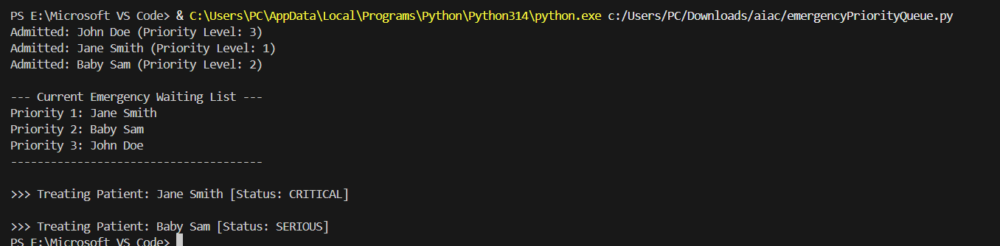 PS E:\Microsoft VS Code> & C:\Users\PC\AppData\Local\Programs\Python\Python314\python.exe c:/Users/PC/Downloads/aiac/emergencyPriorityQueue.py
Admitted: John Doe (Priority Level: 3)
Admitted: Jane Smith (Priority Level: 1)
Admitted: Baby Sam (Priority Level: 2)
--- Current Emergency Waiting List ---
Priority 1: Jane Smith
Priority 2: Baby Sam
Priority 3: John Doe
--------------------------------------
>>> Treating Patient: Jane Smith [Status: CRITICAL]
>>> Treating Patient: Baby Sam [Status: SERIOUS]
PS E:\Microsoft VS Code>